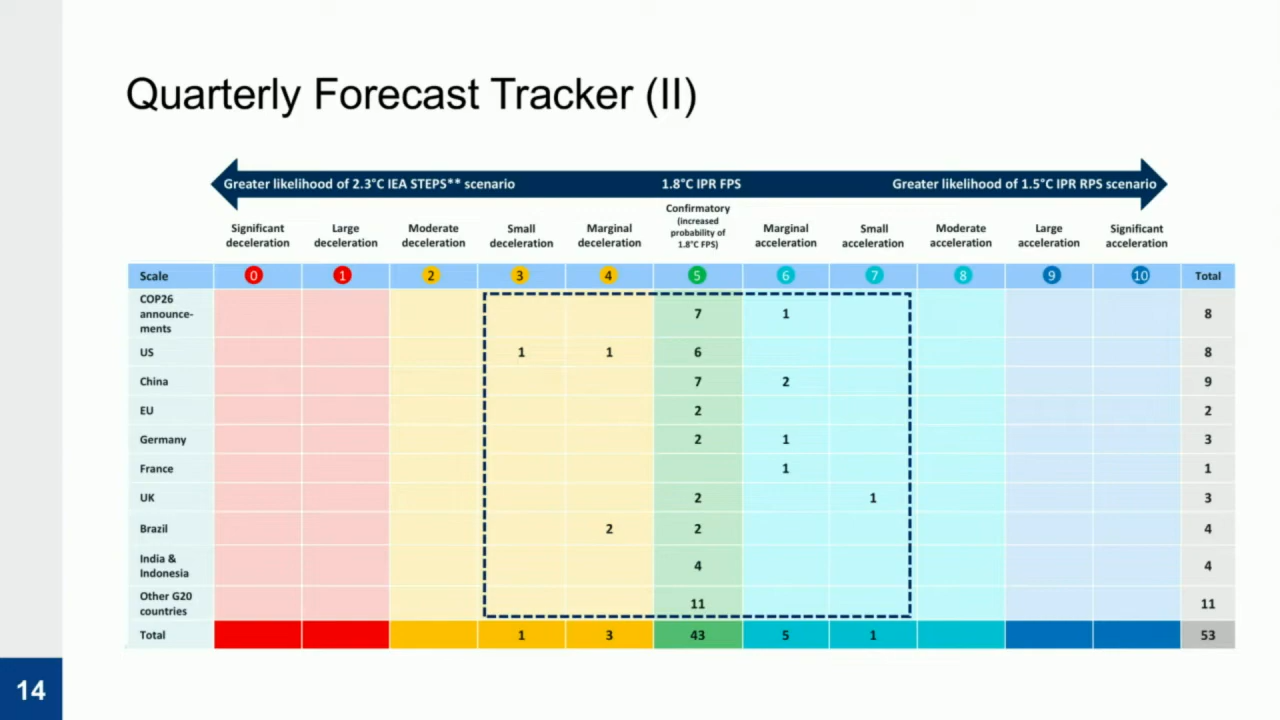 Quarterly Forecast Tracker (II)
Greater likelihood of 2.3°C IEA STEPS** scenario 1.8°C IPR FPS Greater likelihood of 1.5°C IPR RPS scenario
Significant deceleration
Large deceleration
Moderate deceleration
Small deceleration
Marginal deceleration
Confirmatory
(increased
probability of
1.8°C FPS)
Marginal acceleration
Small acceleration
Moderate acceleration
Large acceleration
Significant acceleration
Scale 0 1 2 3 4 5 6 7 8 9 10 Total
COP26
announce-
ments 7 1 8
US 1 1 6 8
China 7 2 9
EU 2 2
Germany 2 1 3
France 1 1
UK 2 1 3
Brazil 2 2 4
India &
Indonesia 4 4
Other G20
countries 11 11
Total 1 3 43 5 1 53
14